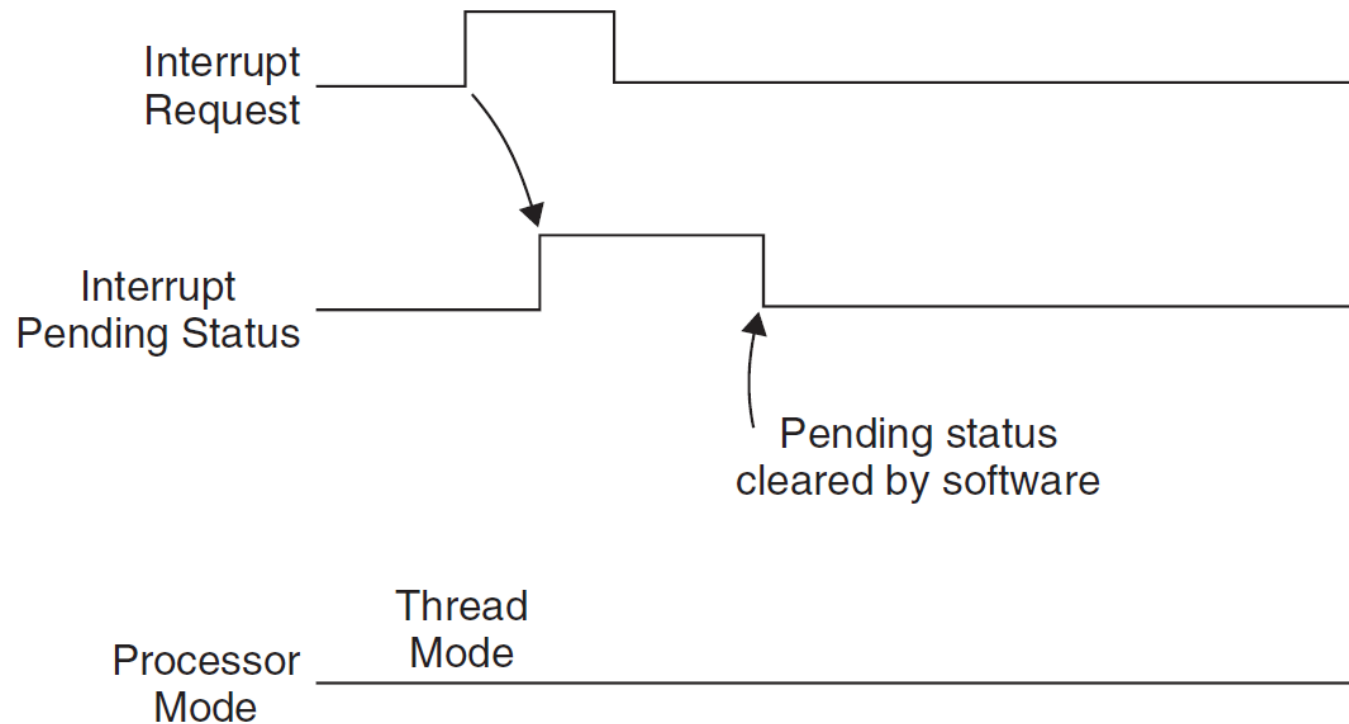 Interrupt
Request
Interrupt
Pending Status
Pending status
cleared by software
Thread
Mode
Processor
Mode